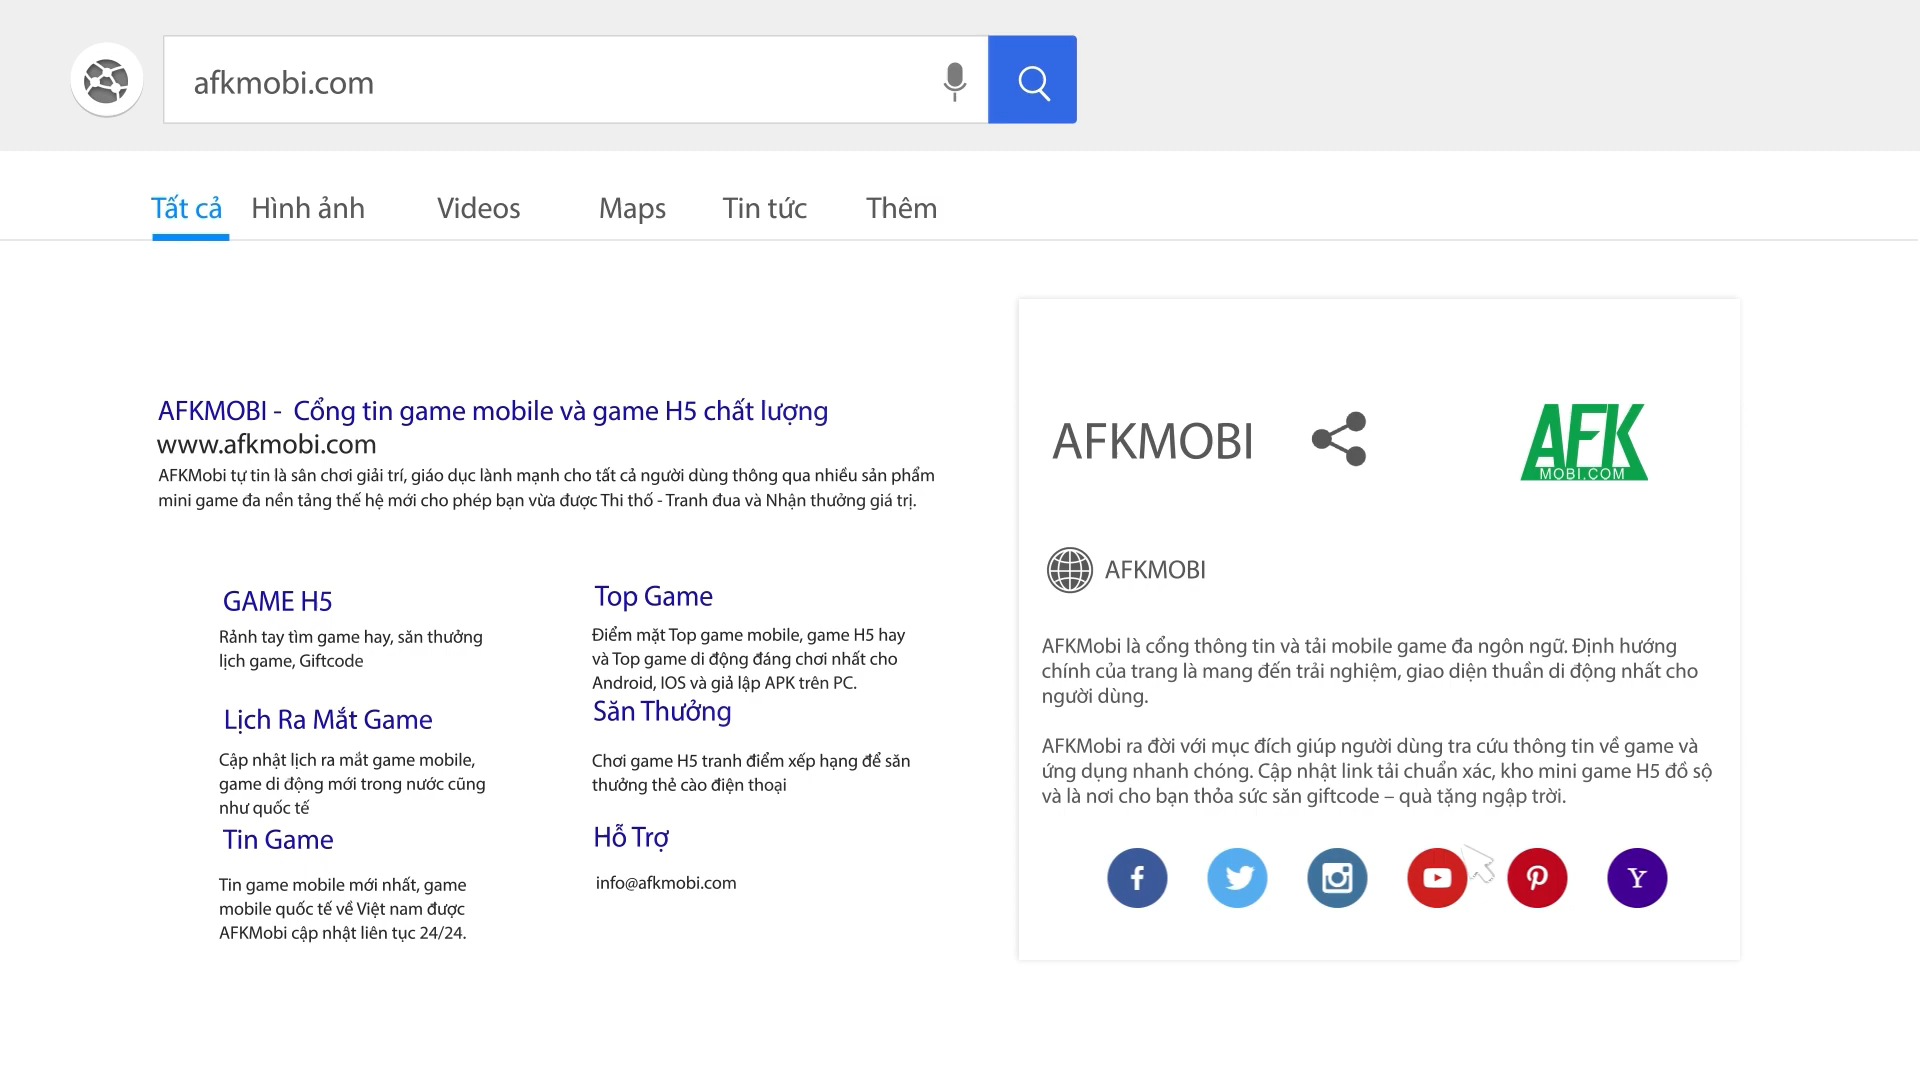 afkmobi.com
Tất cả Hình ảnh Videos Maps Tin tức Thêm
AFKMOBI - Cổng tin game mobile và game H5 chất lượng
www.afkmobi.com
AFKMobi tự tin là sân chơi giải trí, giáo dục lành mạnh cho tất cả người dùng thông qua nhiều sản phẩm
mini game đa nền tảng thế hệ mới cho phép bạn vừa được Thi thố - Tranh đua và Nhận thưởng giá trị.
GAME H5
Rảnh tay tìm game hay, săn thưởng
lịch game, Giftcode
Lịch Ra Mắt Game
Cập nhật lịch ra mắt game mobile,
game di động mới trong nước cũng
như quốc tế
Tin Game
Tin game mobile mới nhất, game
mobile quốc tế về Việt nam được
AFKMobi cập nhật liên tục 24/24.
Top Game
Điểm mặt Top game mobile, game H5 hay
và Top game di động đáng chơi nhất cho
Android, IOS và giả lập APK trên PC.
Săn Thưởng
Chơi game H5 tranh điểm xếp hạng để săn
thưởng thẻ cào điện thoại
Hỗ Trợ
info@afkmobi.com
AFKMOBI
AFK
MOBI.COM
AFKMOBI
AFKMobi là cổng thông tin và tải mobile game đa ngôn ngữ. Định hướng
chính của trang là mang đến trải nghiệm, giao diện thuần di động nhất cho
người dùng.
AFKMobi ra đời với mục đích giúp người dùng tra cứu thông tin về game và
ứng dụng nhanh chóng. Cập nhật link tải chuẩn xác, kho mini game H5 đồ sộ
và là nơi cho bạn thỏa sức săn giftcode – quà tặng ngập trời.